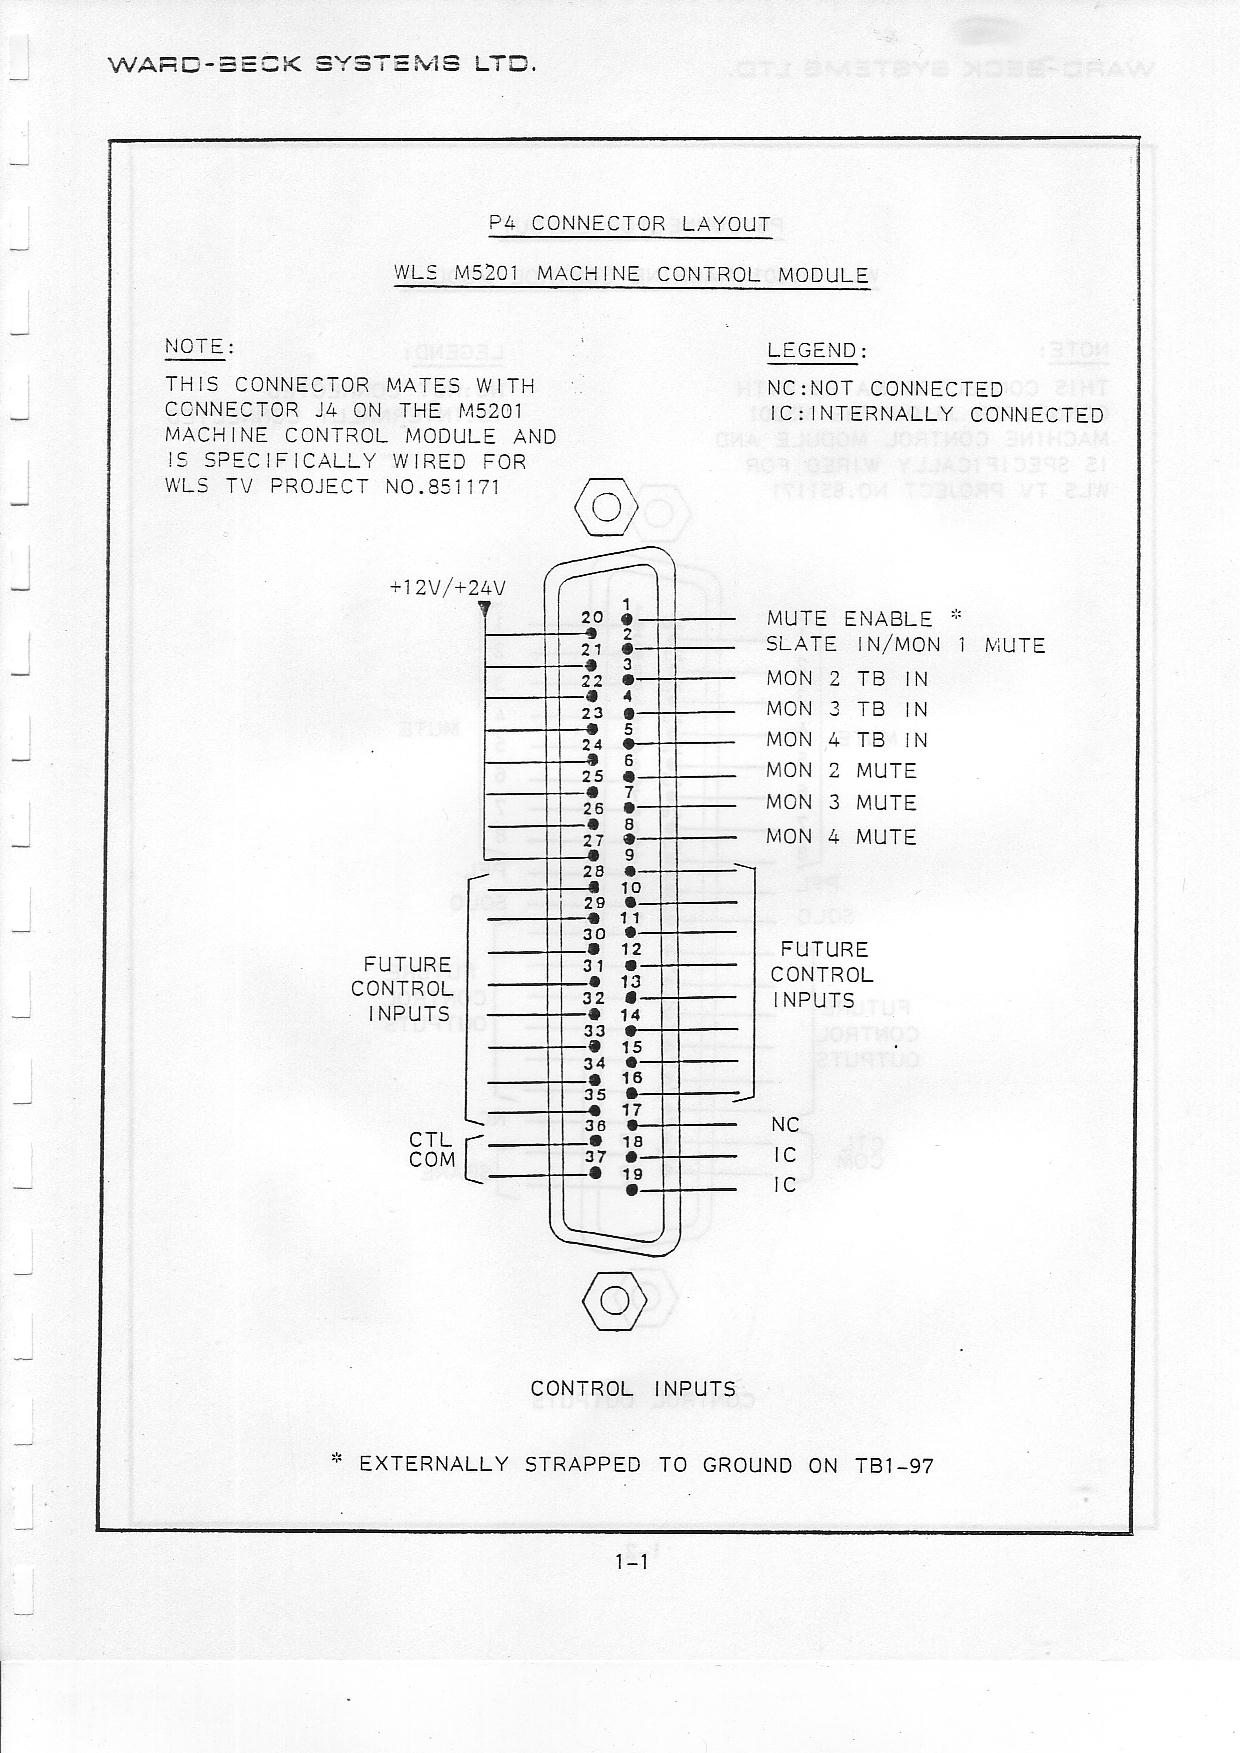 WARD-BECK SYSTEMS LTD.
P4 CONNECTOR LAYOUT
WLS M5201 MACHINE CONTROL MODULE
NOTE:
THIS CONNECTOR MATES WITH
CONNECTOR J4 ON THE M5201
MACHINE CONTROL MODULE AND
IS SPECIFICALLY WIRED FOR
WLS TV PROJECT NO.851171
LEGEND:
NC:NOT CONNECTED
IC:INTERNALLY CONNECTED
+12V/+24V
1
20
MUTE ENABLE *
2
21
SLATE IN/MON 1 MUTE
3
22
MON 2 TB IN
4
23
MON 3 TB IN
5
24
MON 4 TB IN
6
25
MON 2 MUTE
7
26
MON 3 MUTE
8
27
MON 4 MUTE
9
28
10
29
11
30
12
31
13
32
14
33
15
34
16
35
17
36
18
37
19
FUTURE
CONTROL
INPUTS
FUTURE
CONTROL
INPUTS
CTL
COM
NC
IC
IC
CONTROL INPUTS
* EXTERNALLY STRAPPED TO GROUND ON TB1-97
1-1